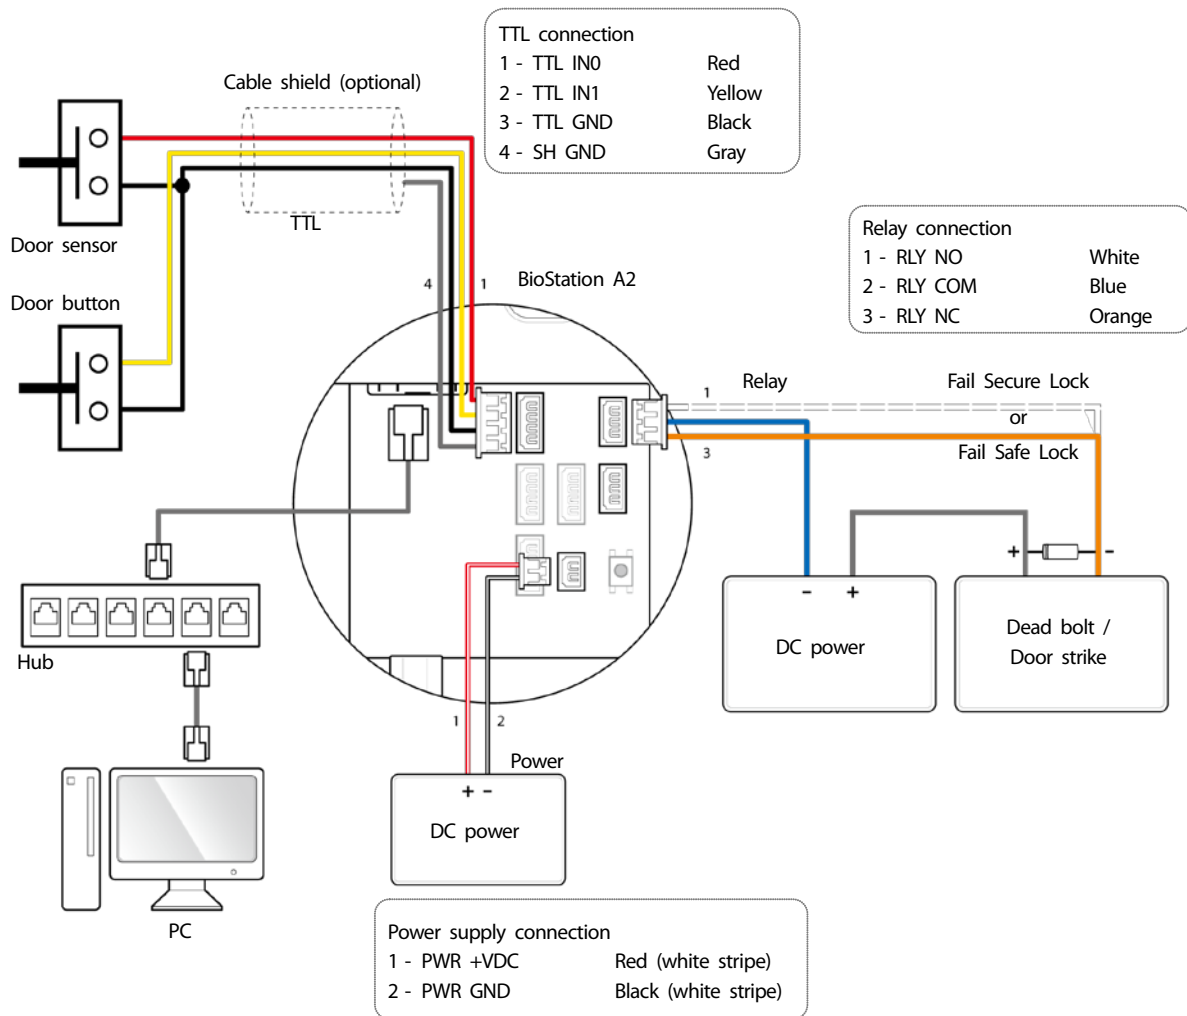 TTL connection
1 - TTL IN0 Red
2 - TTL IN1 Yellow
3 - TTL GND Black
4 - SH GND Gray
Cable shield (optional)
TTL
Door sensor
Door button
4
1
BioStation A2
Relay connection
1 - RLY NO White
2 - RLY COM Blue
3 - RLY NC Orange
1
Relay
Fail Secure Lock
or
3
Fail Safe Lock
+
-
- +
DC power
Dead bolt /
Door strike
Hub
1
2
Power
+ -
DC power
PC
Power supply connection
1 - PWR +VDC Red (white stripe)
2 - PWR GND Black (white stripe)